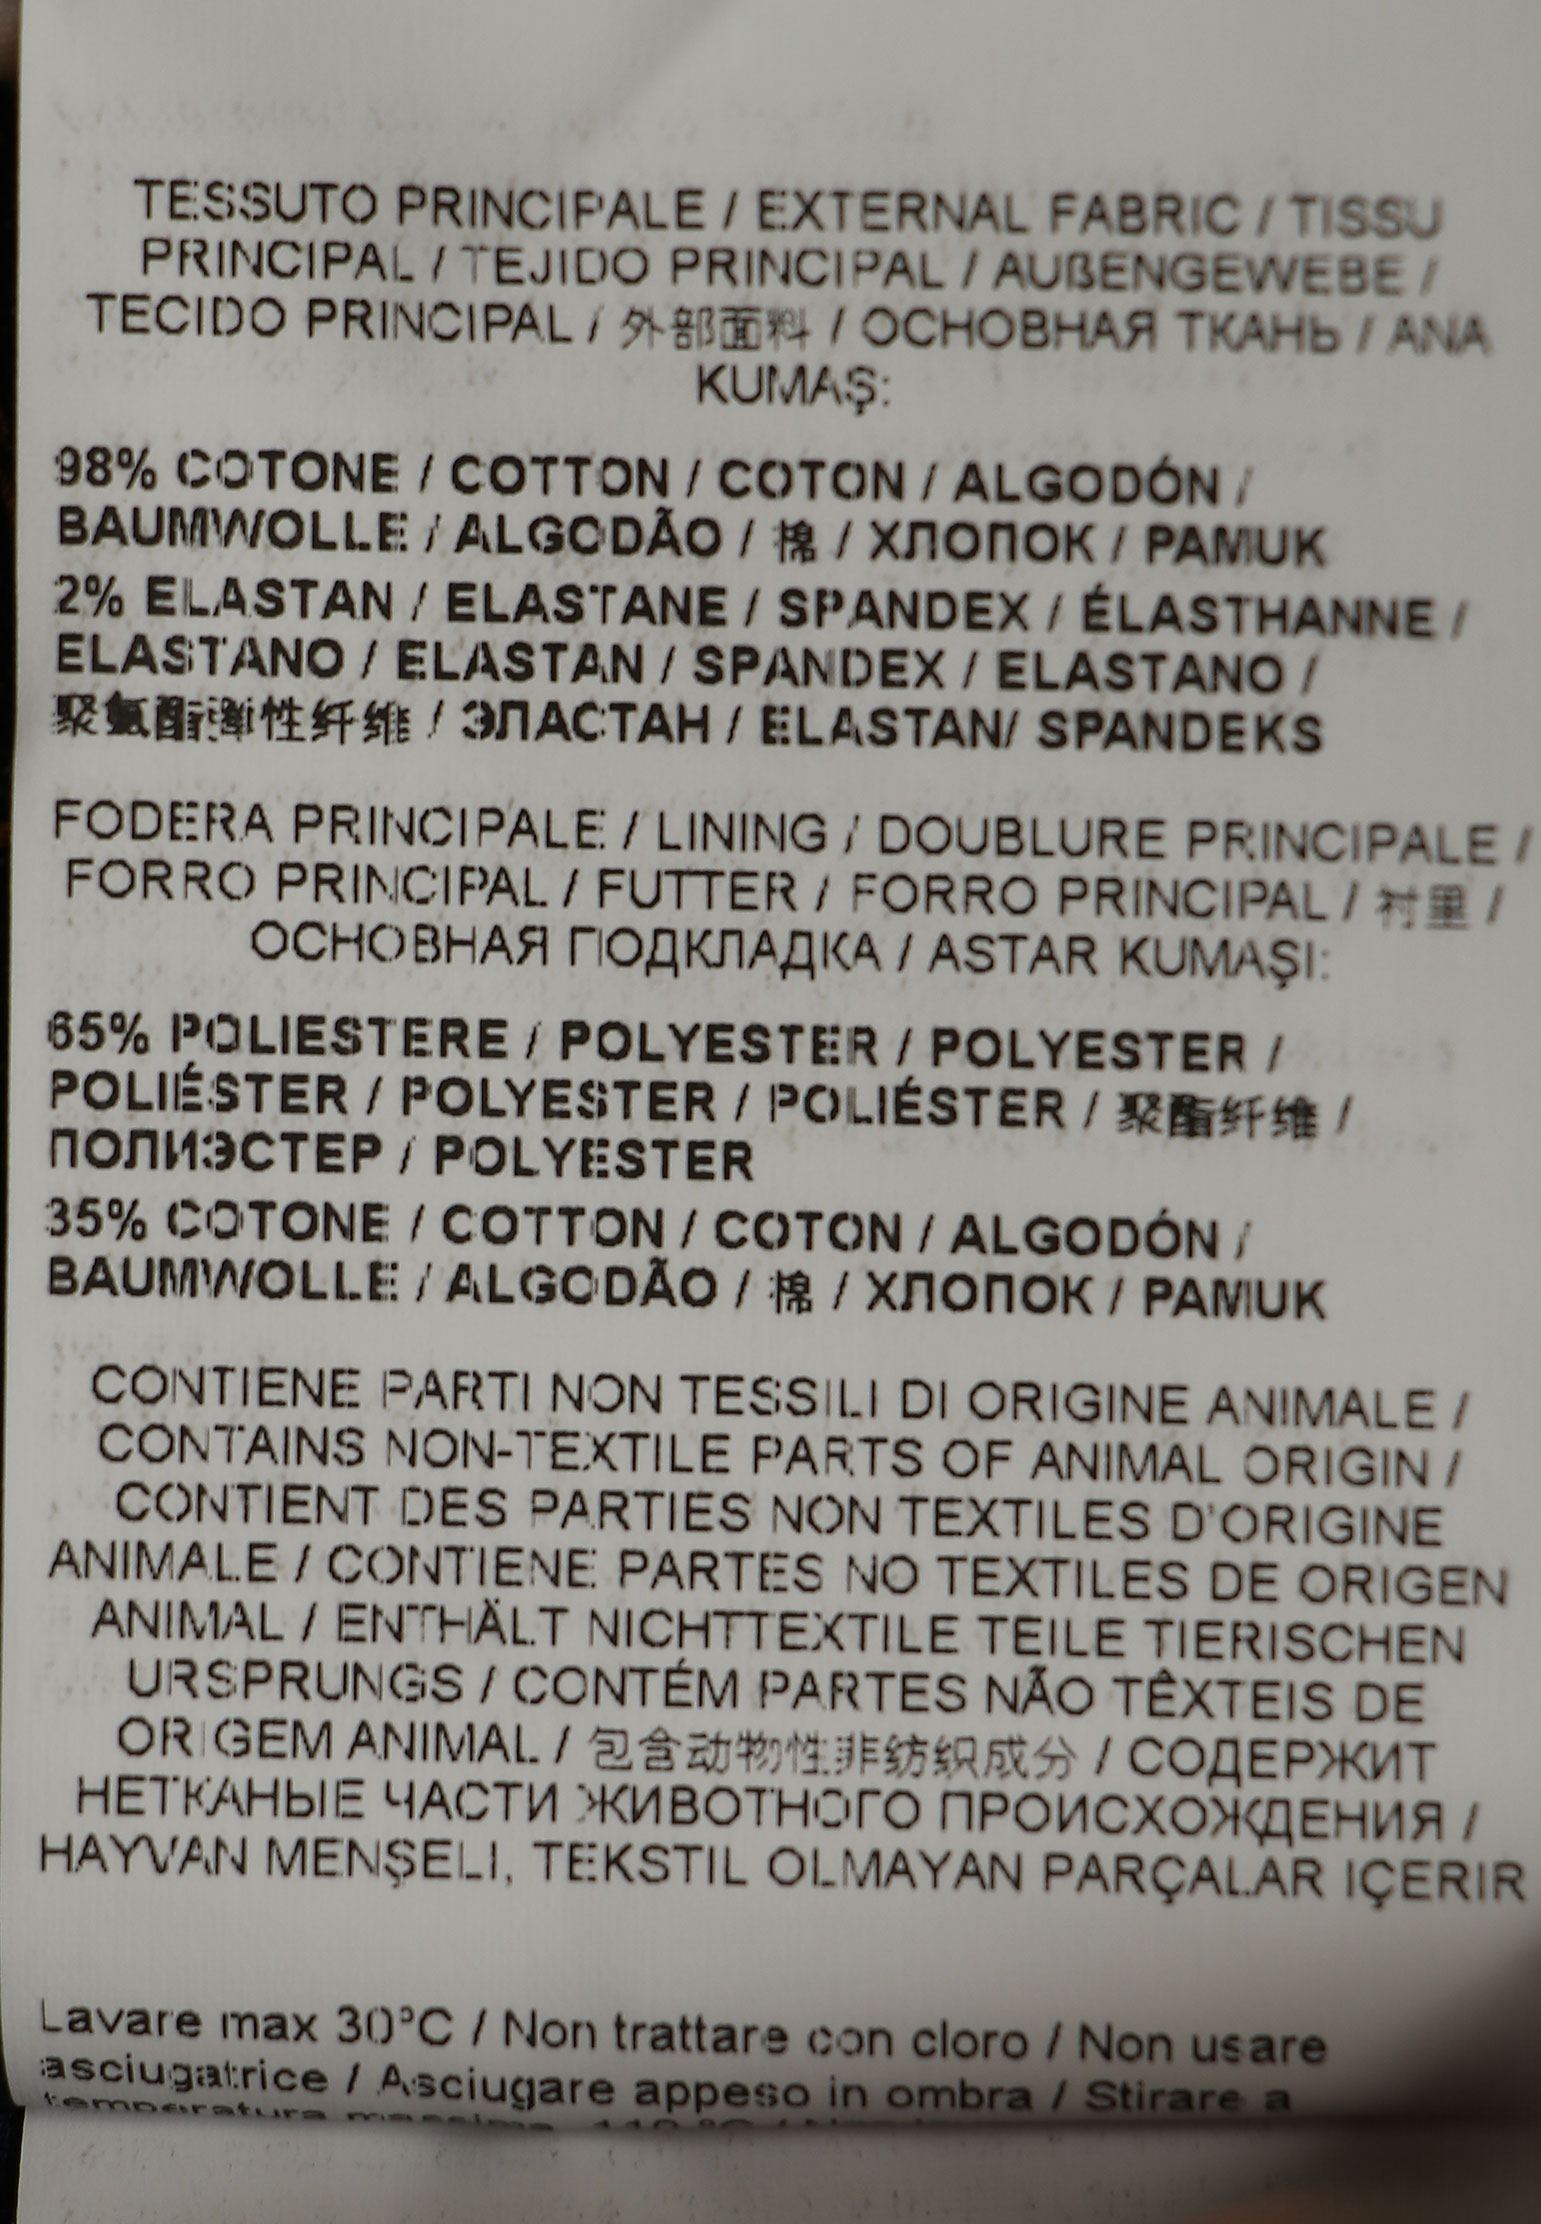 TESSUTO PRINCIPALE / EXTERNAL FABRIC / TISSU
PRINCIPAL / TEJIDO PRINCIPAL / AUßENGEWEBE /
TECIDO PRINCIPAL / 外部面料 / ОСНОВНАЯ ТКАНЬ / ANA
KUMAŞ:
98% COTONE / COTTON / COTON / ALGODÓN /
BAUMWOLLE / ALGODÃO / 棉 / ХЛОПОК / PAMUK
2% ELASTAN / ELASTANE / SPANDEX / ÉLASTHANNE /
ELASTANO / ELASTAN / SPANDEX / ELASTANO /
聚氨酯弹性纤维 / ЭЛАСТАН / ELASTAN/ SPANDEKS
FODERA PRINCIPALE / LINING / DOUBLURE PRINCIPALE /
FORRO PRINCIPAL / FUTTER / FORRO PRINCIPAL / 衬里 /
ОСНОВНАЯ ПОДКЛАДКА / ASTAR KUMAŞI:
65% POLIESTERE / POLYESTER / POLYESTER /
POLIÉSTER / POLYESTER / POLIÉSTER / 聚酯纤维 /
ПОЛИЭСТЕР / POLYESTER
35% COTONE / COTTON / COTON / ALGODÓN /
BAUMWOLLE / ALGODÃO / 棉 / ХЛОПОК / PAMUK
CONTIENE PARTI NON TESSILI DI ORIGINE ANIMALE /
CONTAINS NON-TEXTILE PARTS OF ANIMAL ORIGIN /
CONTIENT DES PARTIES NON TEXTILES D'ORIGINE
ANIMALE / CONTIENE PARTES NO TEXTILES DE ORIGEN
ANIMAL / ENTHÄLT NICHTTEXTILE TEILE TIERISCHEN
URSPRUNGS / CONTÉM PARTES NÃO TÊXTEIS DE
ORIGEM ANIMAL / 包含动物性非纺织成分 / СОДЕРЖИТ
НЕТКАНЫЕ ЧАСТИ ЖИВОТНОГО ПРОИСХОЖДЕНИЯ /
HAYVAN MENŞELI, TEKSTIL OLMAYAN PARÇALAR IÇERIR
Lavare max 30°C / Non trattare con cloro / Non usare
asciugatrice / Asciugare appeso in ombra / Stirare a
temperatura massima